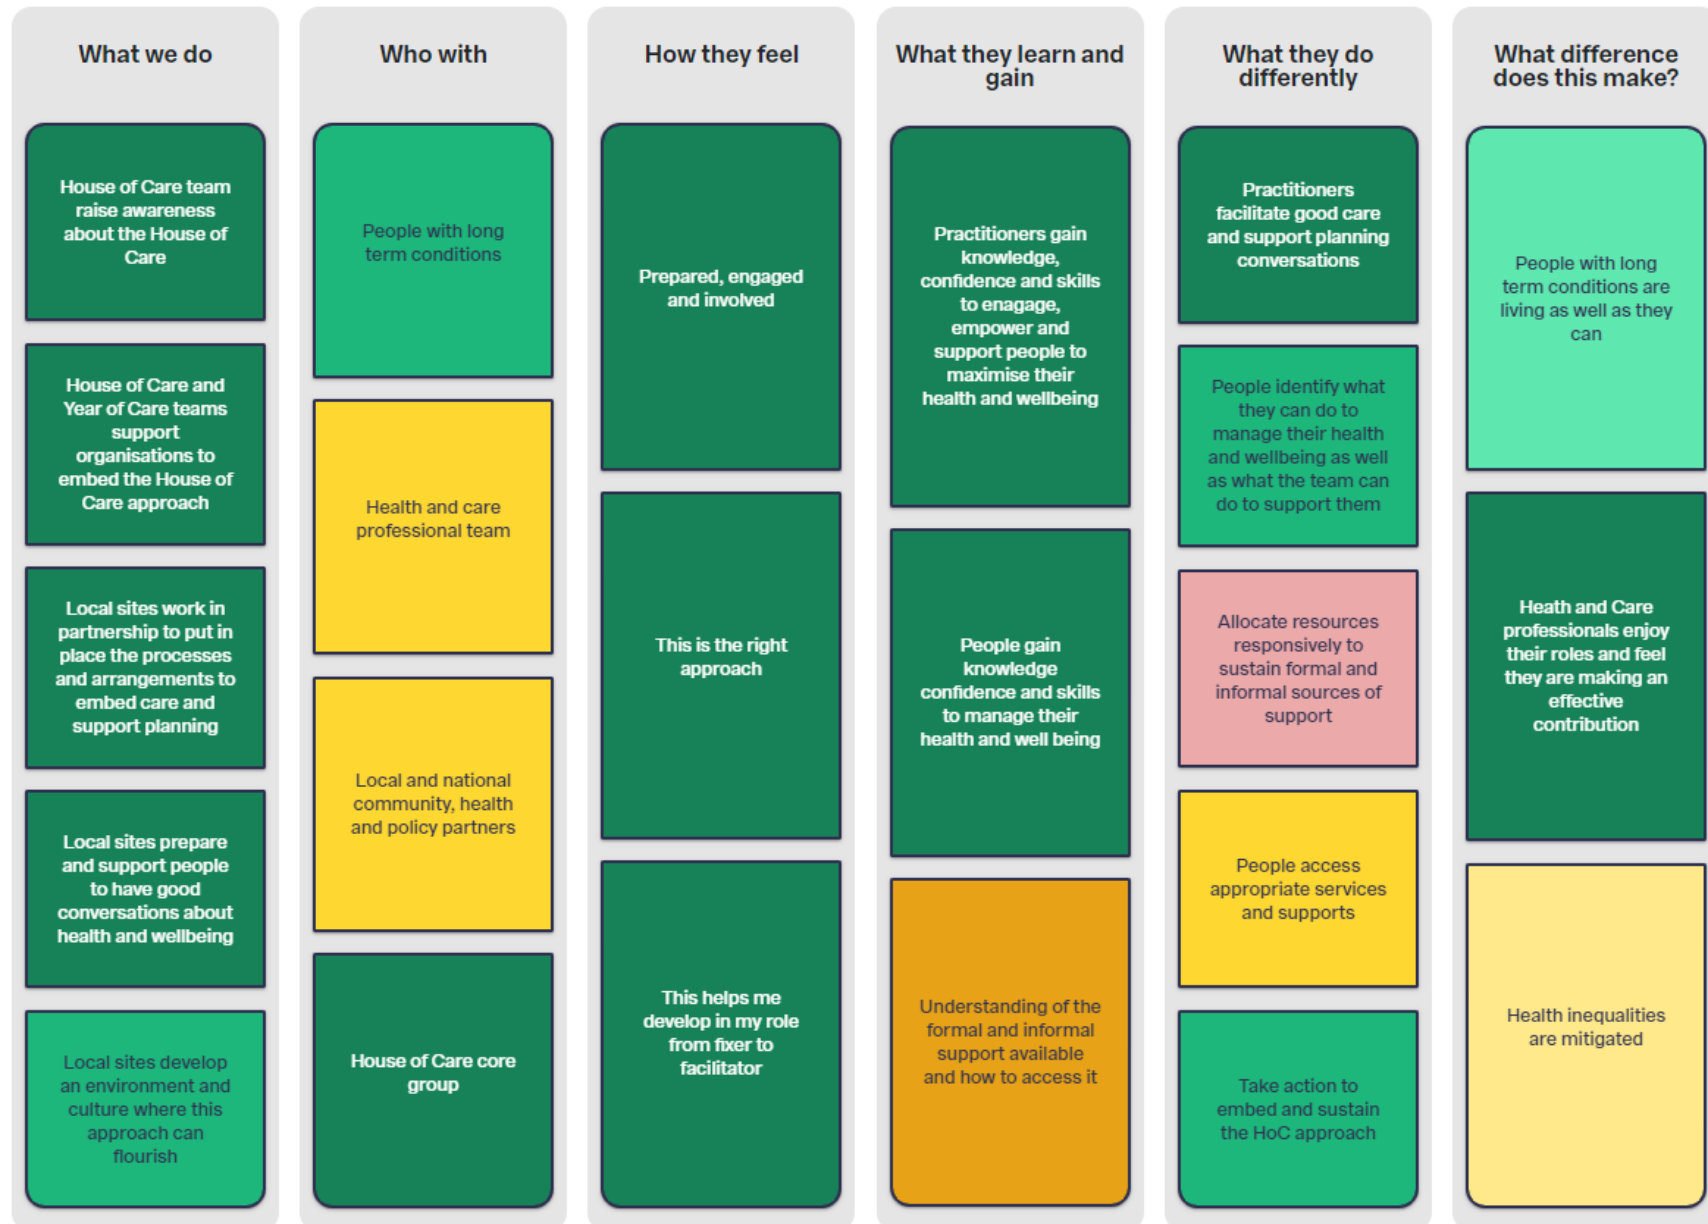 What we do
House of Care team
raise awareness
about the House of
Care
House of Care and
Year of Care teams
support
organisations to
embed the House of
Care approach
Local sites work in
partnership to put in
place the processes
and arrangements to
embed care and
support planning
Local sites prepare
and support people
to have good
conversations about
health and wellbeing
Local sites develop
an environment and
culture where this
approach can
flourish
Who with
People with long
term conditions
Health and care
professional team
Local and national
community, health
and policy partners
House of Care core
group
How they feel
Prepared, engaged
and involved
This is the right
approach
This helps me
develop in my role
from fixer to
facilitator
What they learn and
gain
Practitioners gain
knowledge,
confidence and skills
to enagage,
empower and
support people to
maximise their
health and wellbeing
People gain
knowledge
confidence and skills
to manage their
health and well being
Understanding of the
formal and informal
support available
and how to access it
What they do
differently
Practitioners
facilitate good care
and support planning
conversations
People identify what
they can do to
manage their health
and wellbeing as well
as what the team can
do to support them
Allocate resources
responsively to
sustain formal and
informal sources of
support
People access
appropriate services
and supports
Take action to
embed and sustain
the HoC approach
What difference
does this make?
People with long
term conditions are
living as well as they
can
Heath and Care
professionals enjoy
their roles and feel
they are making an
effective
contribution
Health inequalities
are mitigated